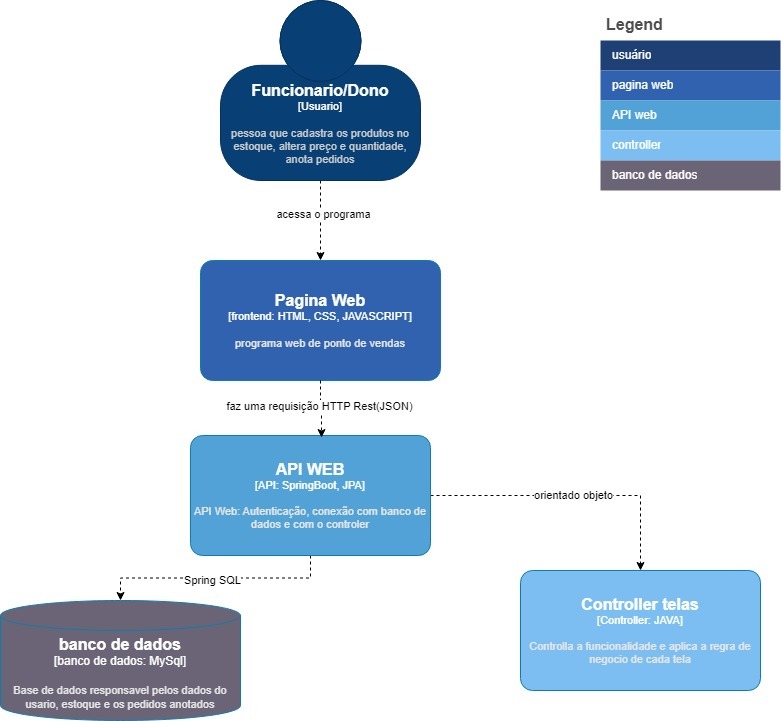 Legend
usuário
pagina web
API web
controller
banco de dados
Funcionario/Dono
[Usuario]
pessoa que cadastra os produtos no
estoque, altera preço e quantidade,
anota pedidos
acessa o programa
Pagina Web
[frontend: HTML, CSS, JAVASCRIPT]
programa web de ponto de vendas
faz uma requisição HTTP Rest(JSON)
API WEB
[API: SpringBoot, JPA]
API Web: Autenticação, conexão com banco de
dados e com o controler
orientado objeto
Spring SQL
Controller telas
[Controller: JAVA]
Controlla a funcionalidade e aplica a regra de
negocio de cada tela
banco de dados
[banco de dados: MySql]
Base de dados responsavel pelos dados do
usario, estoque e os pedidos anotados